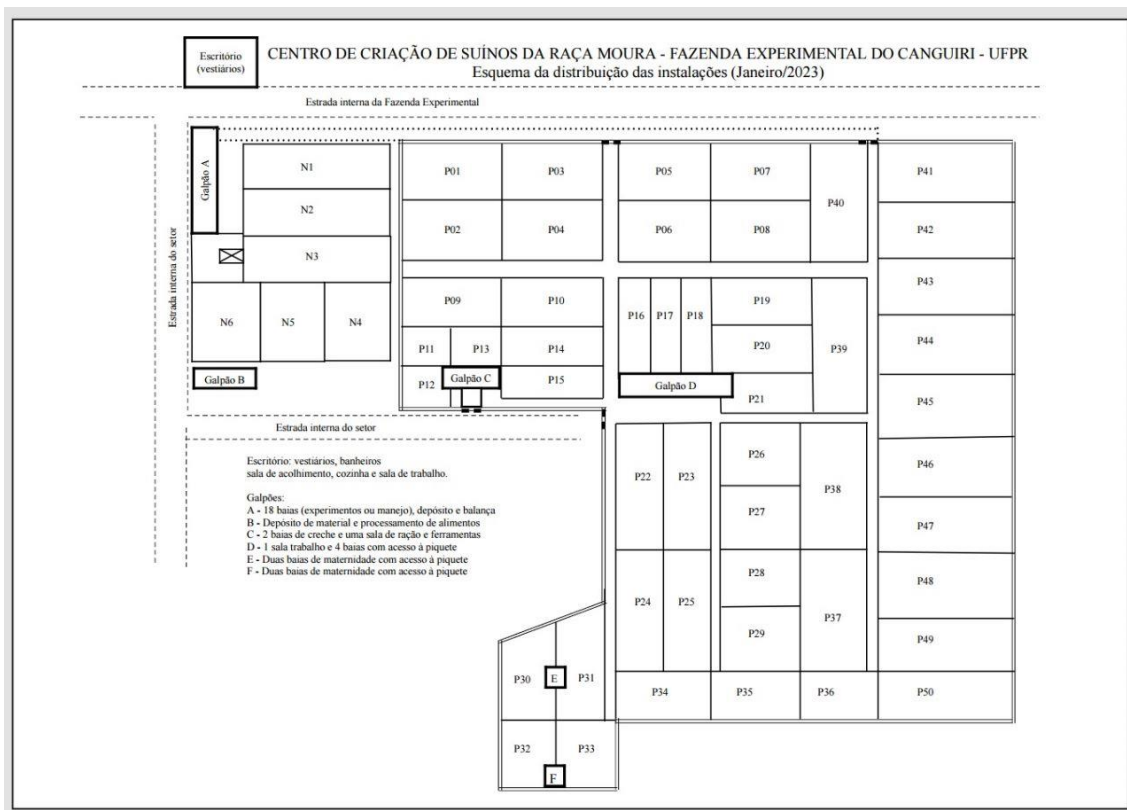 Escritório
(vestiários)
CENTRO DE CRIAÇÃO DE SUÍNOS DA RAÇA MOURA - FAZENDA EXPERIMENTAL DO CANGUIRI - UFPR
Esquema da distribuição das instalações (Janeiro/2023)
Estrada interna da Fazenda Experimental
Estrada interna do setor
Galpão A
N1
N2
N3
N6
N5
N4
Galpão B
P01
P03
P02
P04
P09
P10
P11
P13
P14
P12
Galpão C
P15
P05
P07
P40
P06
P08
P16
P17
P18
P19
P20
P39
Galpão D
P21
P41
P42
P43
P44
P45
P46
P47
P48
P49
P50
Estrada interna do setor
Escritório: vestiários, banheiros
sala de acolhimento, cozinha e sala de trabalho.
Galpões:
A - 18 baias (experimentos ou manejo), depósito e balança
B - Depósito de material e processamento de alimentos
C - 2 baias de creche e uma sala de ração e ferramentas
D - 1 sala trabalho e 4 baias com acesso à piquete
E - Duas baias de maternidade com acesso à piquete
F - Duas baias de maternidade com acesso à piquete
P22
P23
P26
P38
P27
P24
P25
P28
P37
P29
P34
P35
P36
P30
E
P31
P32
P33
F